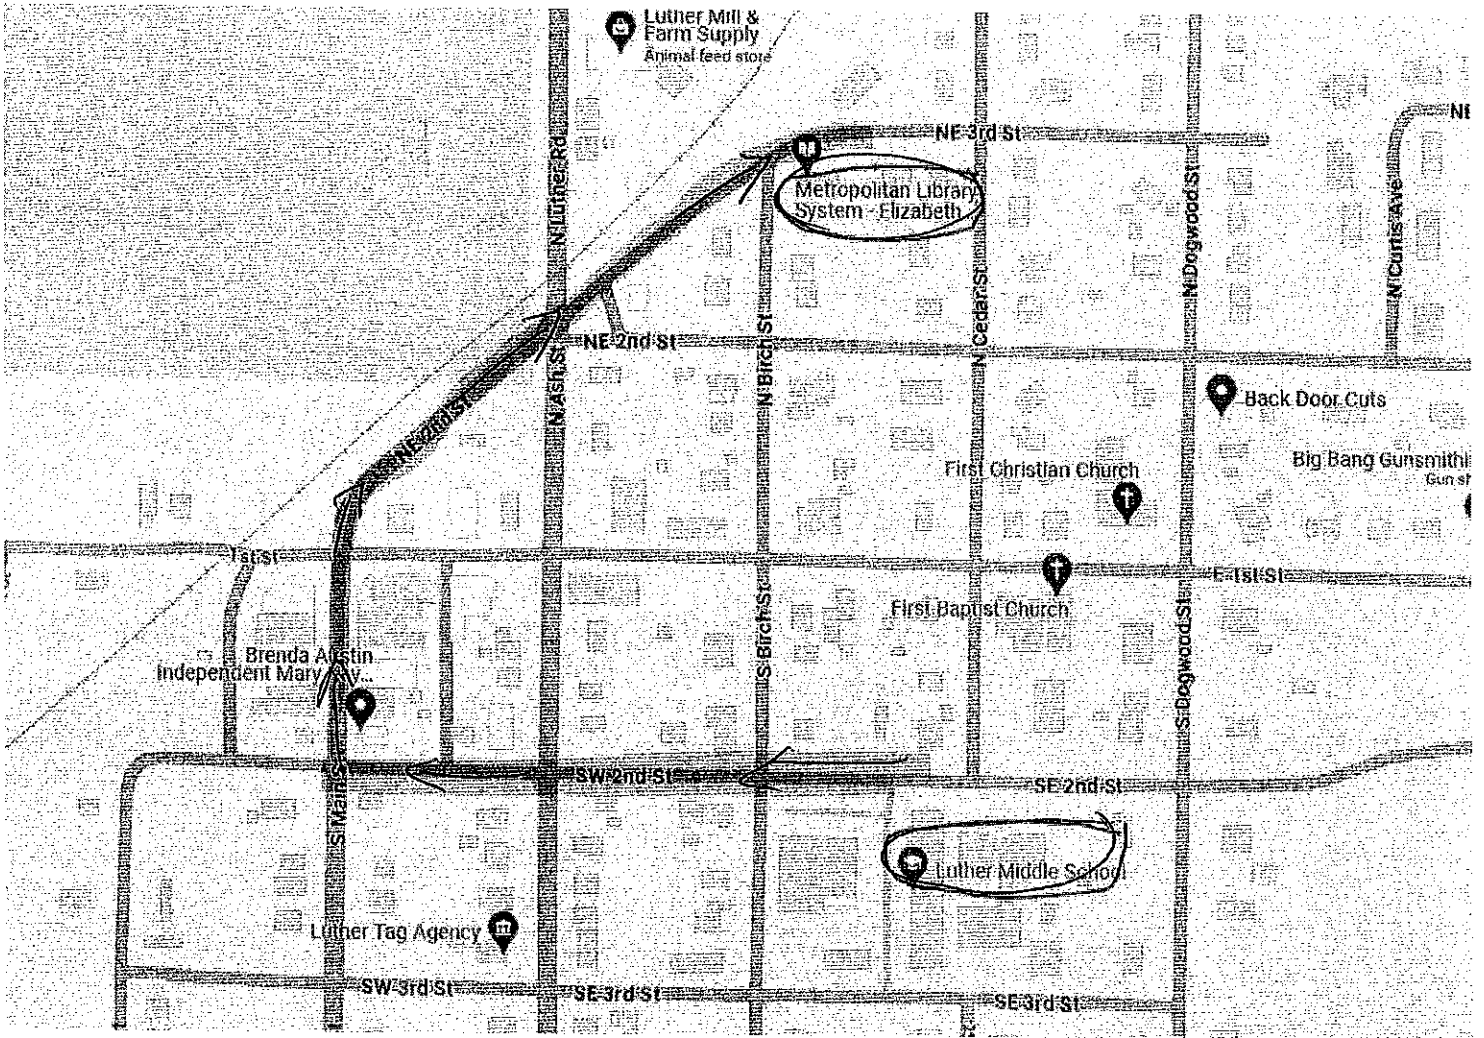 Luther Mill &
Farm Supply
Animal feed store
NE 3rd St
N Luther Rd
Metropolitan Library
System - Elizabeth
N Dogwood St
N Curtis Ave
N Cedar St
NE 2nd St
N Birch St
N Ash St
NE 2nd St
Back Door Cuts
First Christian Church
Big Bang Gunsmithi
Gun sh
1st St
E 1st St
First Baptist Church
S Birch St
S Dogwood St
Brenda Austin
Independent Mary
SW 2nd St
SE 2nd St
S Main S
Luther Middle School
Luther Tag Agency
SW 3rd St
SE 3rd St
SE 3rd St